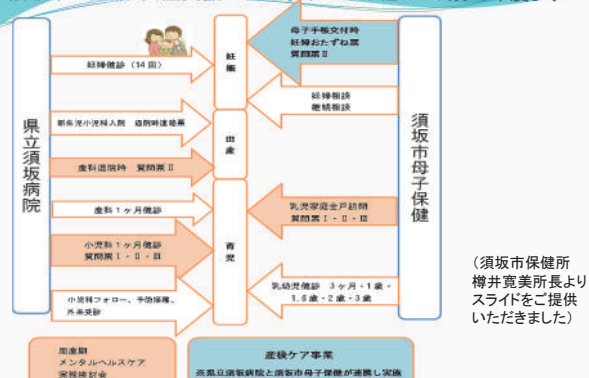 県立須坂病院
妊婦健診（14回）
新生児小児科入院　退院時連絡票
産科退院時　質問票Ⅱ
産科1ヶ月健診
小児科1ヶ月健診
質問票Ⅰ・Ⅱ・Ⅲ
小児科フォロー、予防接種、
外来受診
妊娠
出産
育児
母子手帳交付時
妊婦おたずね票
質問票Ⅱ
妊婦相談
継続相談
乳児家庭全戸訪問
質問票Ⅰ・Ⅱ・Ⅲ
乳幼児健診　3ヶ月・1歳・
1.6歳・2歳・3歳
須坂市母子保健
（須坂市保健所
樽井寛美所長より
スライドをご提供
いただきました）
周産期
メンタルヘルスケア
実務検討会
産後ケア事業
※県立須坂病院と須坂市母子保健が連携し実施